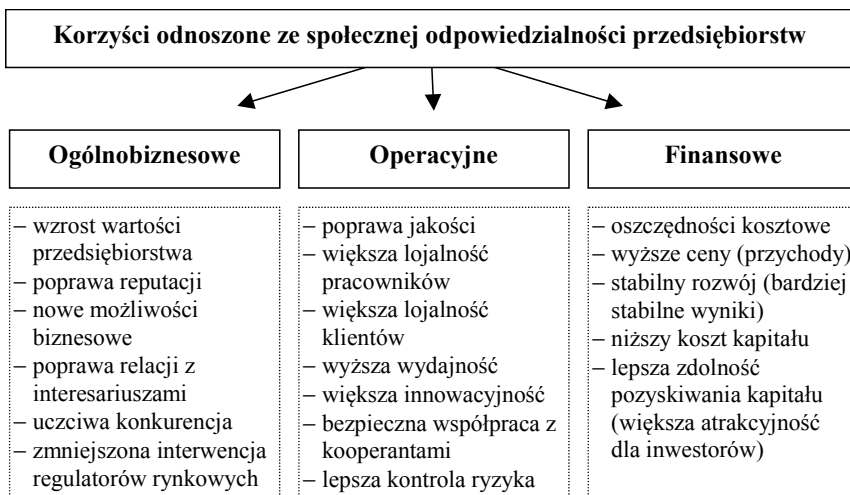 Korzyści odnoszone ze społecznej odpowiedzialności przedsiębiorstw
Ogólnobiznesowe
– wzrost wartości
przedsiębiorstwa
– poprawa reputacji
– nowe możliwości
biznesowe
– poprawa relacji z
interesariuszami
– uczciwa konkurencja
– zmniejszona interwencja
regulatorów rynkowych
Operacyjne
– poprawa jakości
– większa lojalność
pracowników
– większa lojalność
klientów
– wyższa wydajność
– większa innowacyjność
– bezpieczna współpraca z
kooperantami
– lepsza kontrola ryzyka
Finansowe
– oszczędności kosztowe
– wyższe ceny (przychody)
– stabilny rozwój (bardziej
stabilne wyniki)
– niższy koszt kapitału
– lepsza zdolność
pozyskiwania kapitału
(większa atrakcyjność
dla inwestorów)